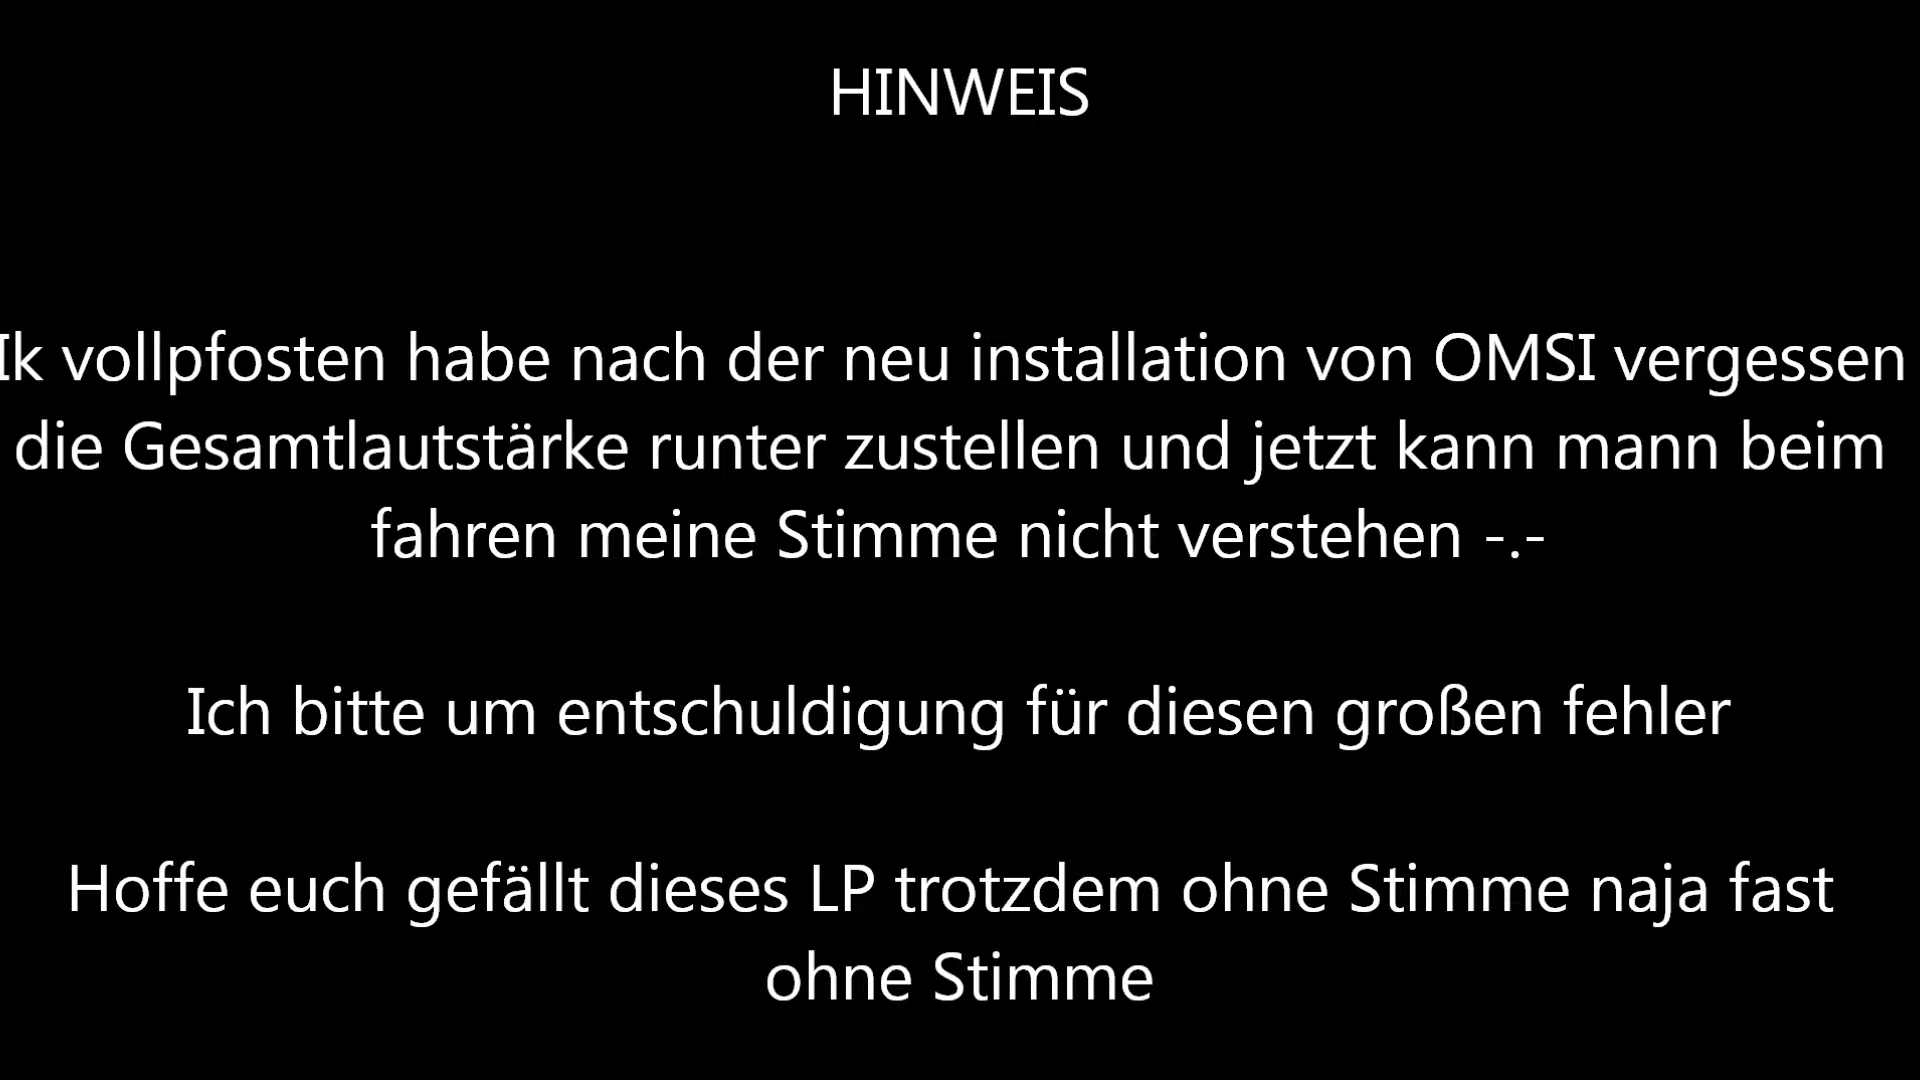 HINWEIS
Ik vollpfosten habe nach der neu installation von OMSI vergessen
die Gesamtlautstärke runter zustellen und jetzt kann mann beim
fahren meine Stimme nicht verstehen -.-
Ich bitte um entschuldigung für diesen großen fehler
Hoffe euch gefällt dieses LP trotzdem ohne Stimme naja fast
ohne Stimme